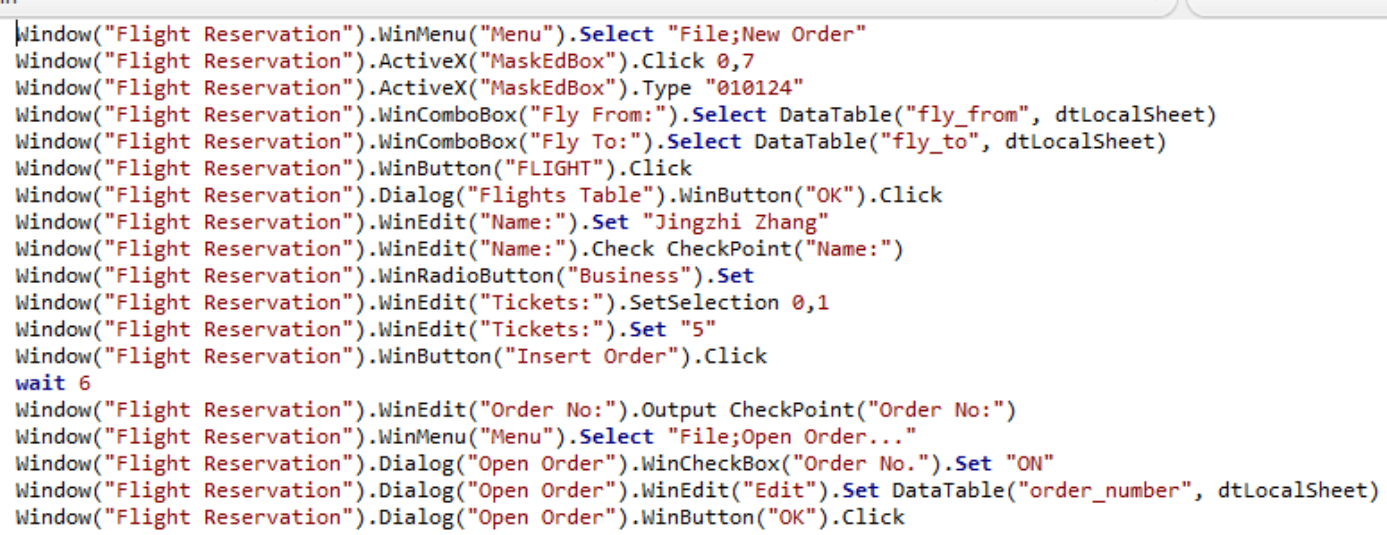 Window("Flight Reservation").WinMenu("Menu").Select "File;New Order"
Window("Flight Reservation").ActiveX("MaskEdBox").Click 0,7
Window("Flight Reservation").ActiveX("MaskEdBox").Type "010124"
Window("Flight Reservation").WinComboBox("Fly From:").Select DataTable("fly_from", dtLocalSheet)
Window("Flight Reservation").WinComboBox("Fly To:").Select DataTable("fly_to", dtLocalSheet)
Window("Flight Reservation").WinButton("FLIGHT").Click
Window("Flight Reservation").Dialog("Flights Table").WinButton("OK").Click
Window("Flight Reservation").WinEdit("Name:").Set "Jingzhi Zhang"
Window("Flight Reservation").WinEdit("Name:").Check CheckPoint("Name:")
Window("Flight Reservation").WinRadioButton("Business").Set
Window("Flight Reservation").WinEdit("Tickets:").SetSelection 0,1
Window("Flight Reservation").WinEdit("Tickets:").Set "5"
Window("Flight Reservation").WinButton("Insert Order").Click
wait 6
Window("Flight Reservation").WinEdit("Order No:").Output CheckPoint("Order No:")
Window("Flight Reservation").WinMenu("Menu").Select "File;Open Order..."
Window("Flight Reservation").Dialog("Open Order").WinCheckBox("Order No.").Set "ON"
Window("Flight Reservation").Dialog("Open Order").WinEdit("Edit").Set DataTable("order_number", dtLocalSheet)
Window("Flight Reservation").Dialog("Open Order").WinButton("OK").Click